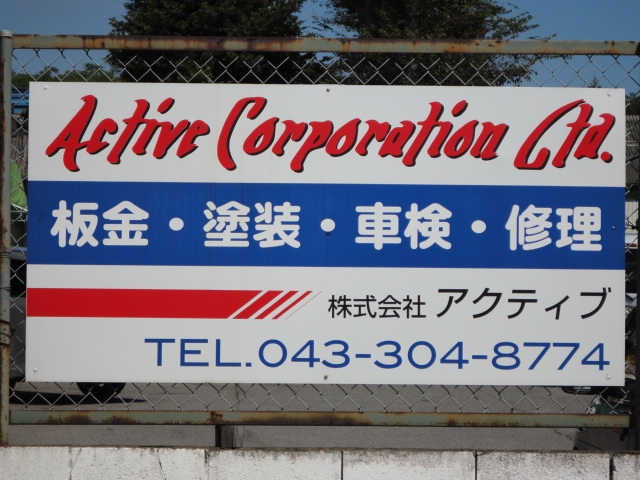 Active Corporation Ltd.
板金・塗装・車検・修理
株式会社 アクティブ
TEL.043-304-8774